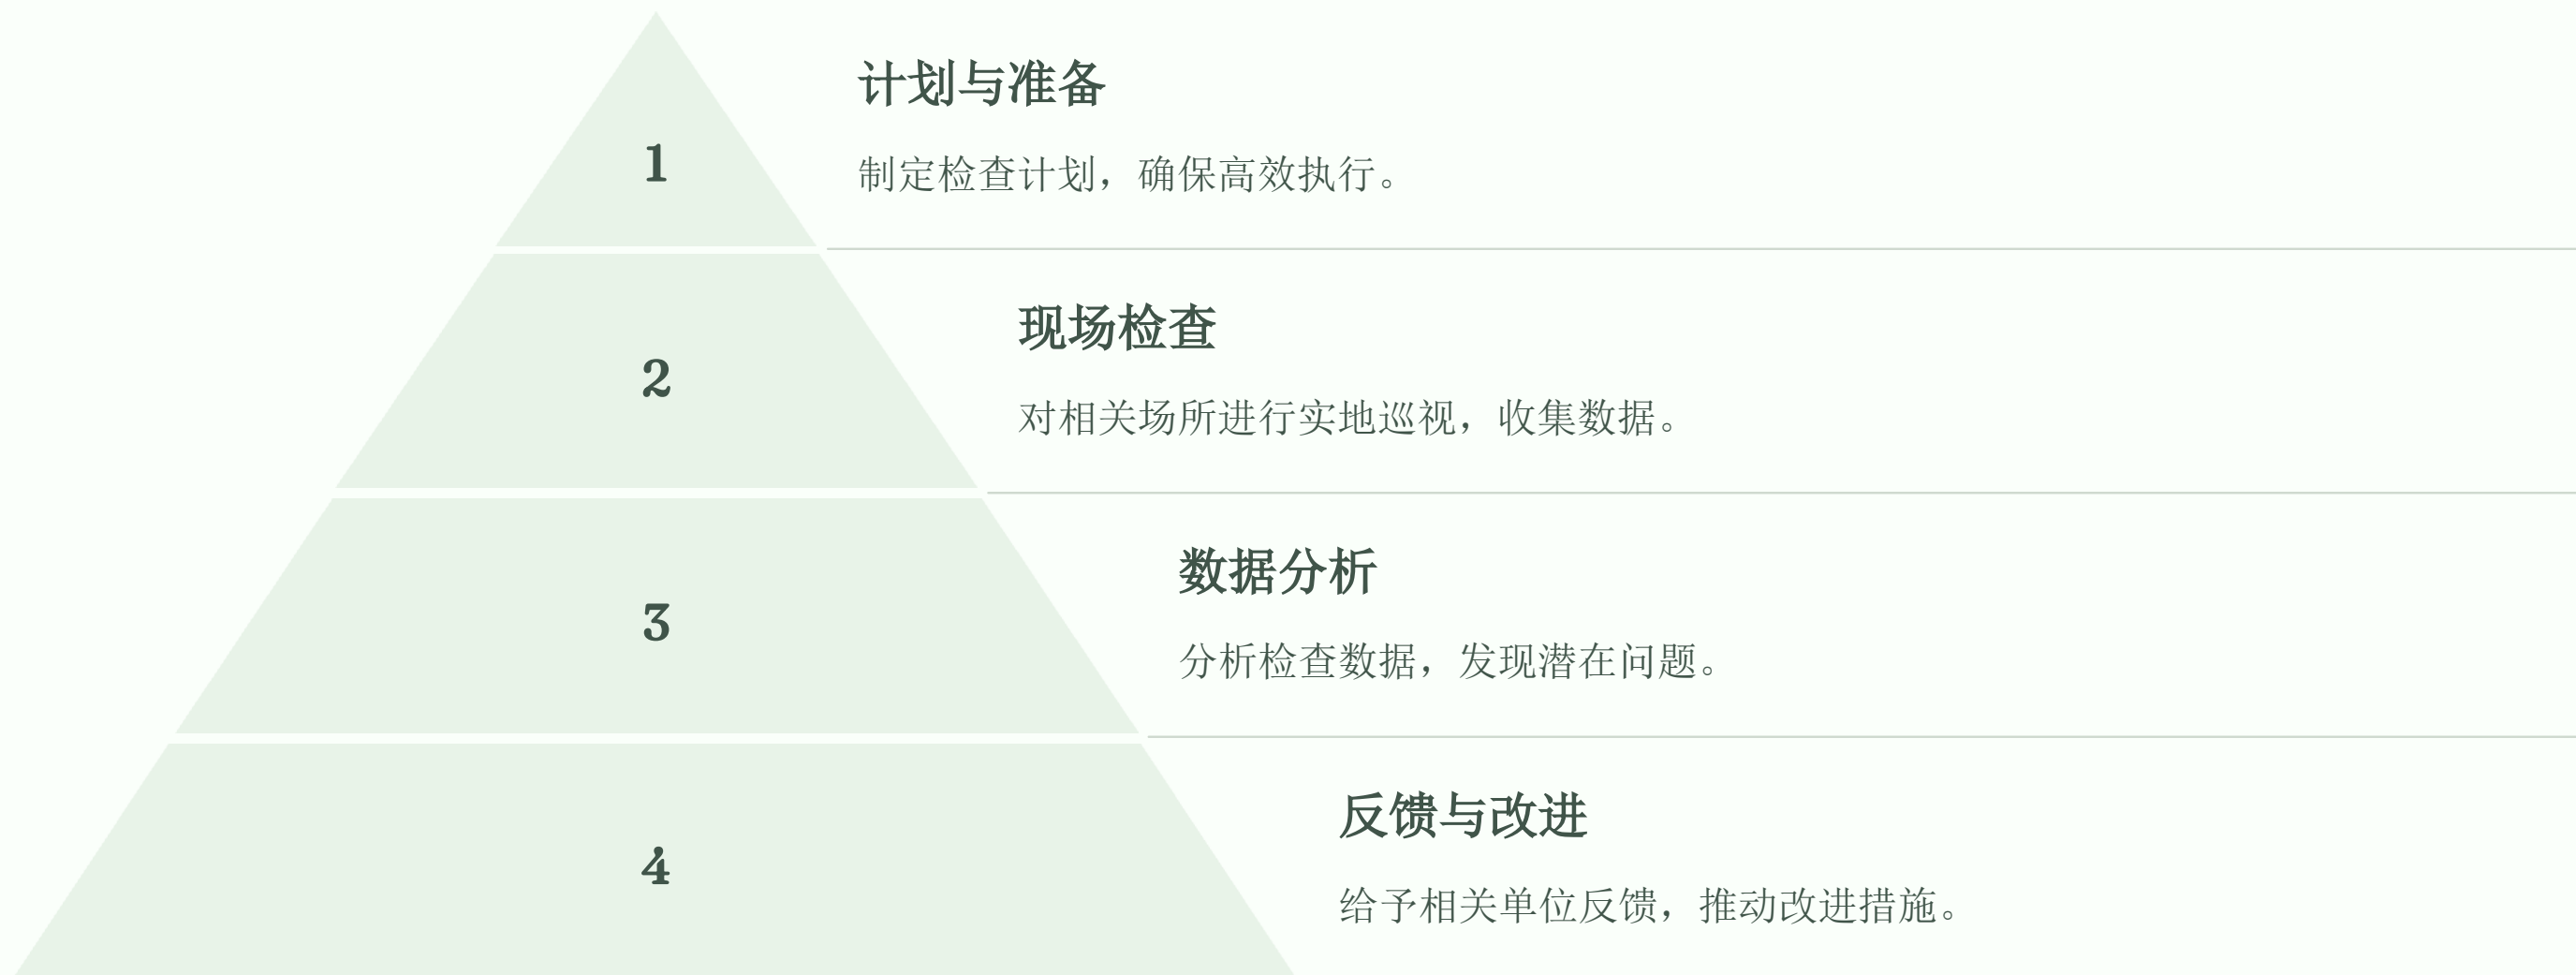 计划与准备
1
制定检查计划，确保高效执行。
现场检查
2
对相关场所进行实地巡视，收集数据。
数据分析
3
分析检查数据，发现潜在问题。
反馈与改进
4
给予相关单位反馈，推动改进措施。